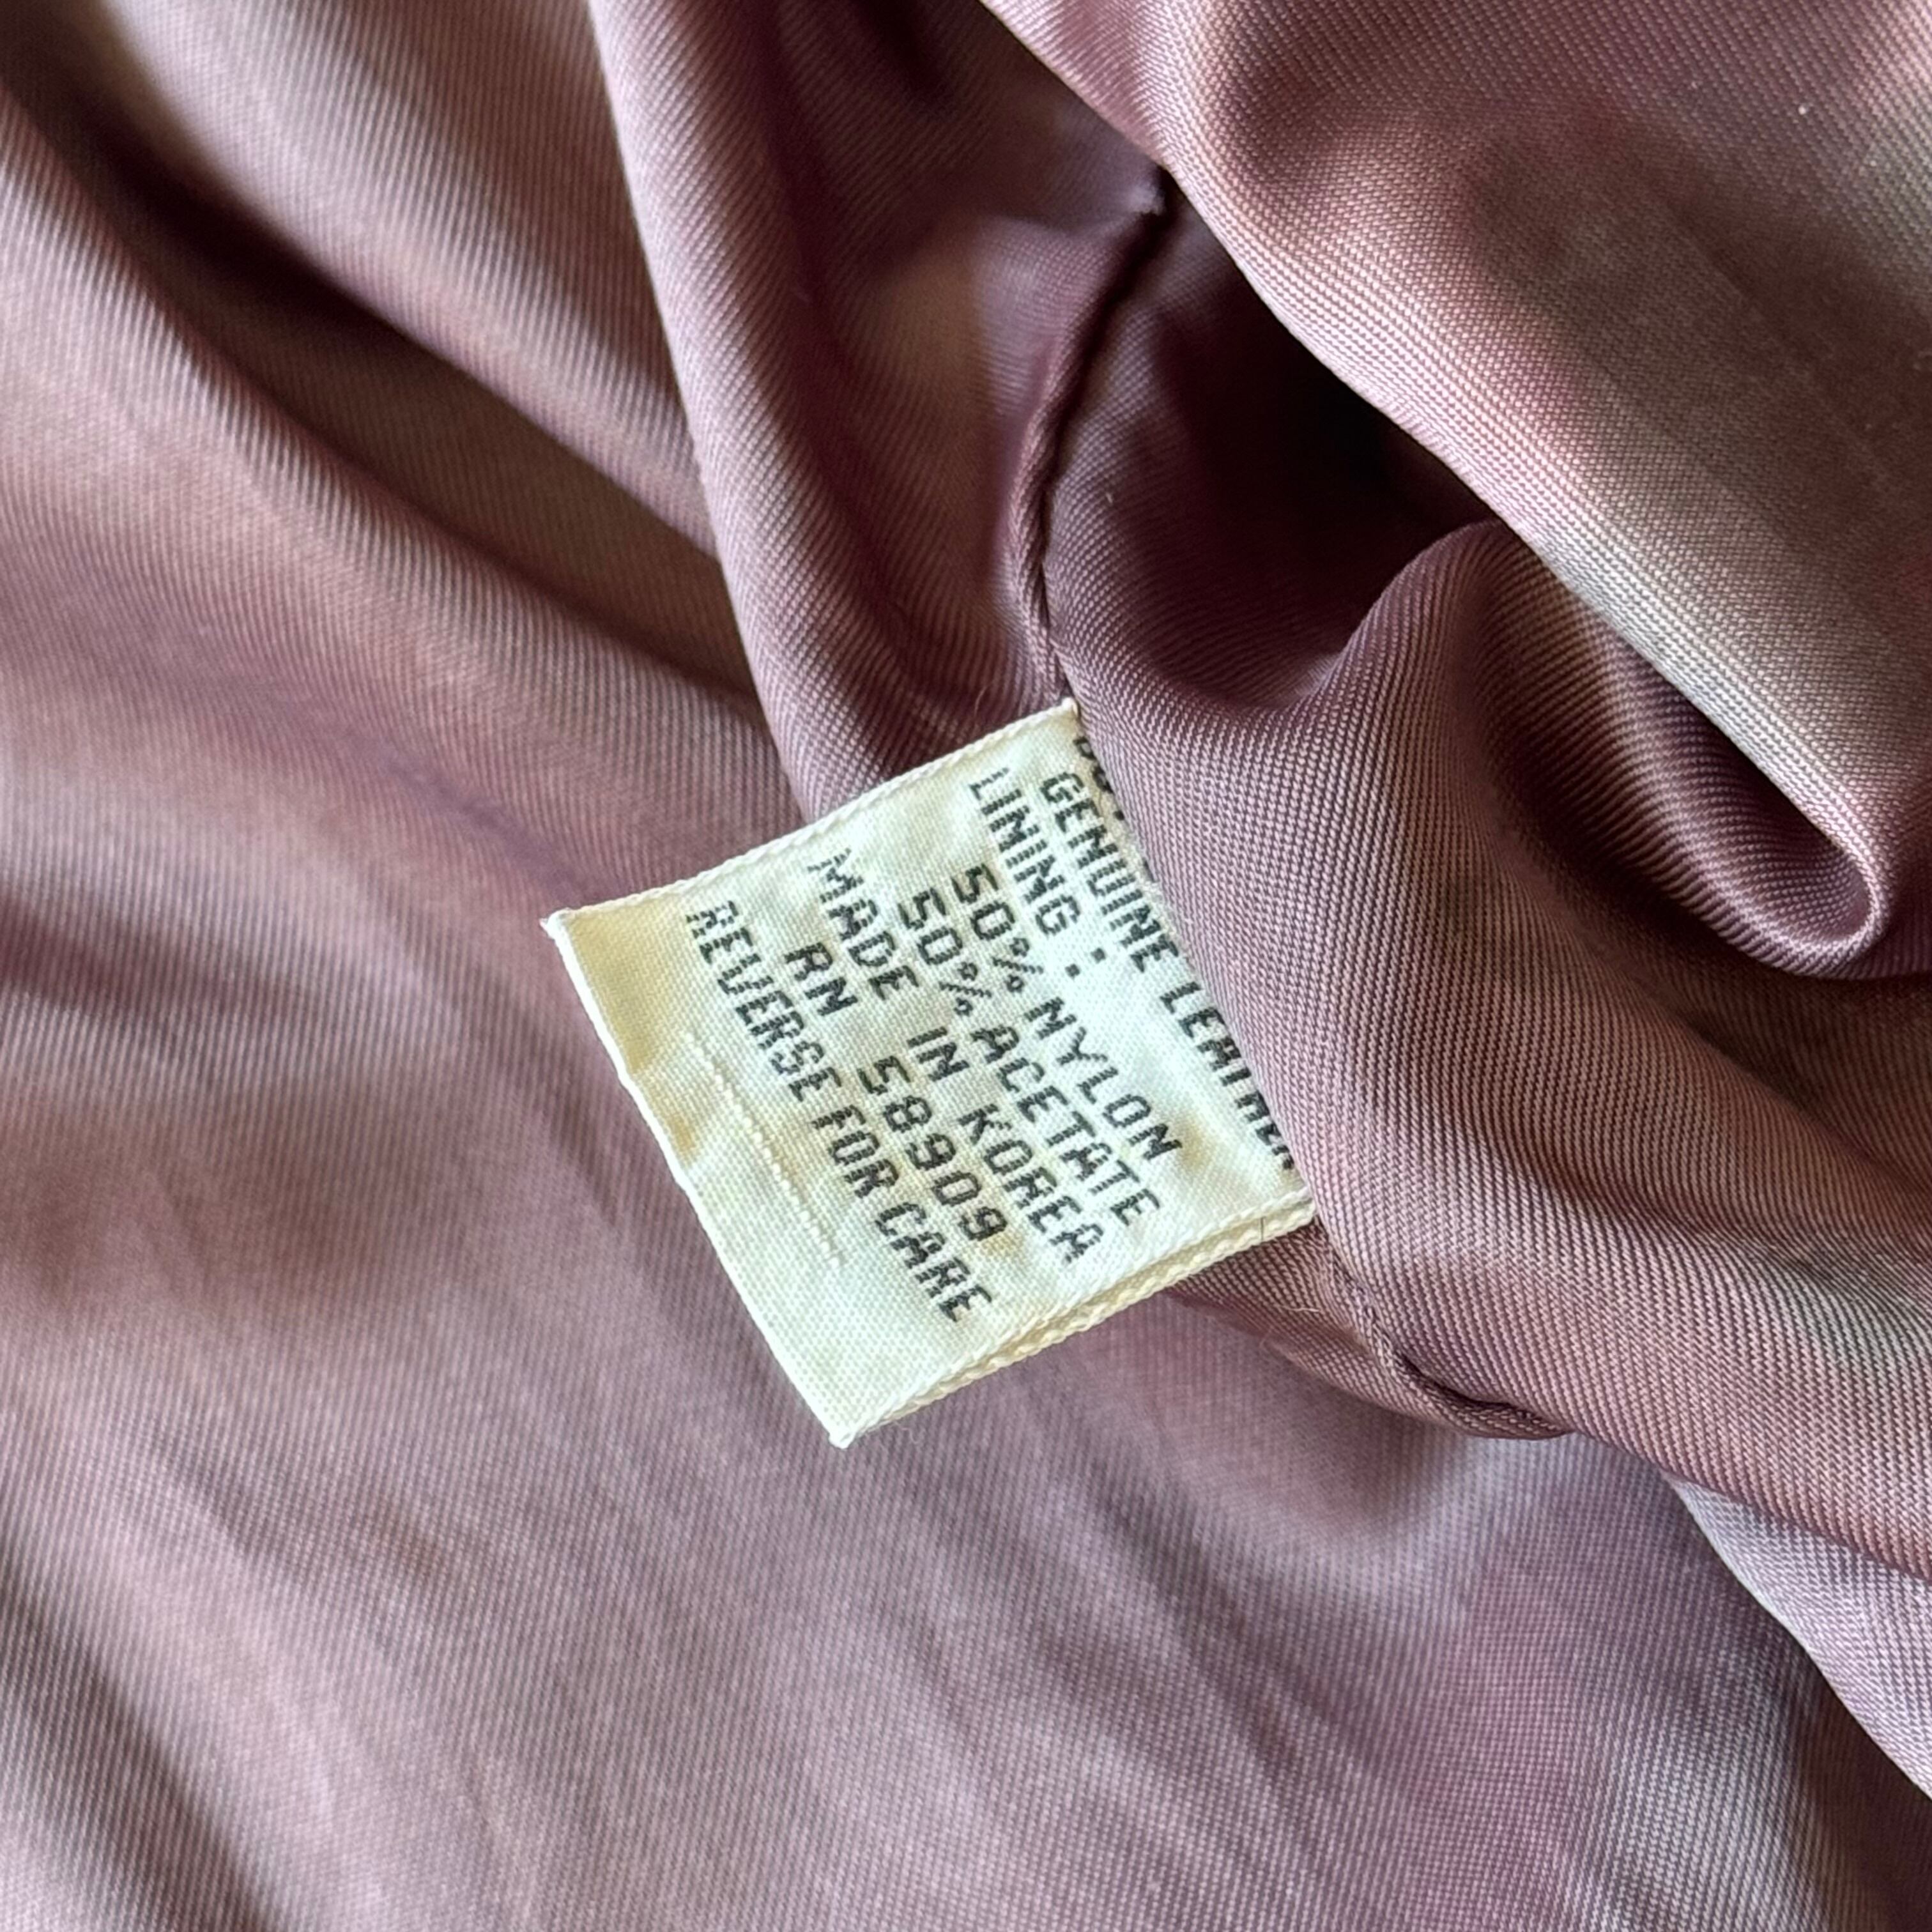 GENUINE LEATHER
LINING:
50% NYLON
50% ACETATE
MADE IN KOREA
RN 58909
REVERSE FOR CARE